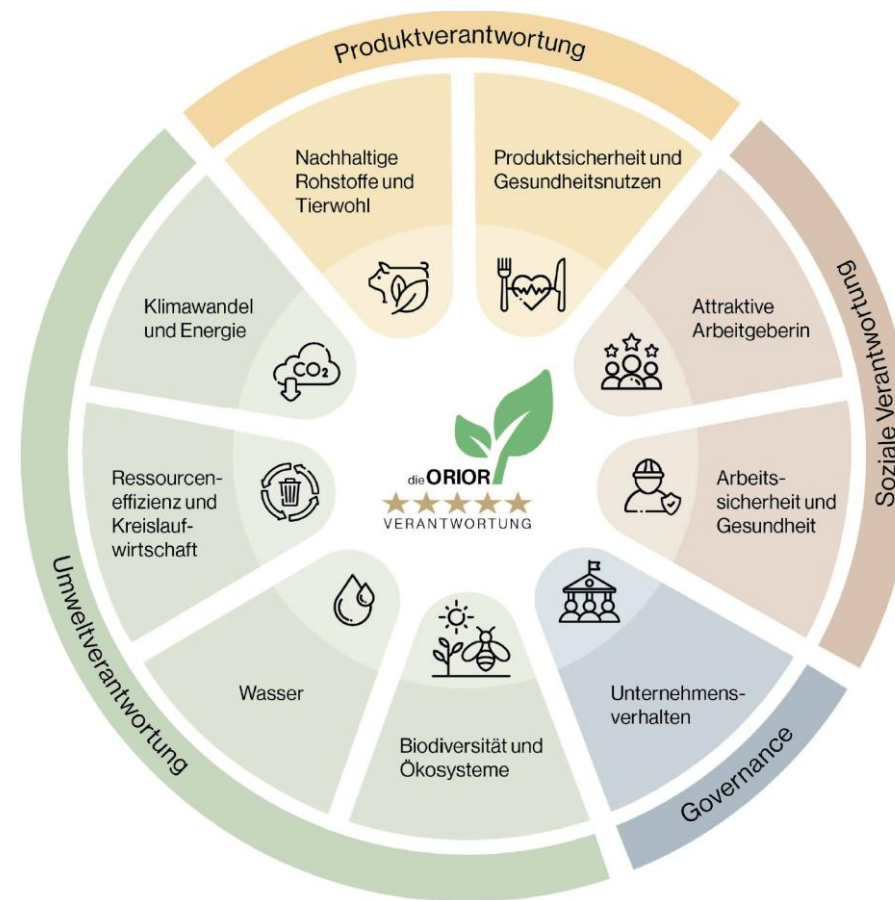 Produktverantwortung
Nachhaltige
Rohstoffe und
Tierwohl
Produktsicherheit und
Gesundheitsnutzen
Soziale Verantwortung
Attraktive
Arbeitgeberin
Arbeits-
sicherheit und
Gesundheit
Governance
Unternehmens-
verhalten
Umweltverantwortung
Biodiversität und
Ökosysteme
Wasser
Ressourcen-
effizienz und
Kreislauf-
wirtschaft
Klimawandel
und Energie
CO₂
die ORIOR
VERANTWORTUNG